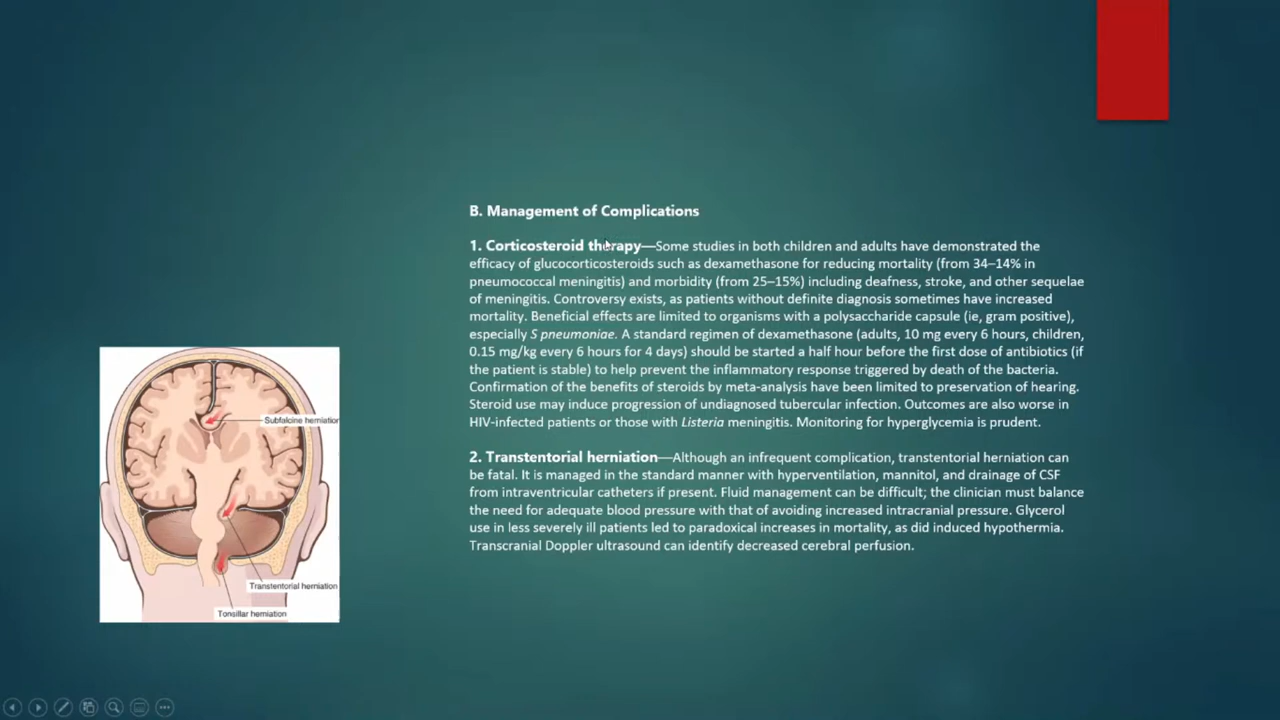 B. Management of Complications
1. Corticosteroid therapy—Some studies in both children and adults have demonstrated the
efficacy of glucocorticosteroids such as dexamethasone for reducing mortality (from 34–14% in
pneumococcal meningitis) and morbidity (from 25–15%) including deafness, stroke, and other sequelae
of meningitis. Controversy exists, as patients without definite diagnosis sometimes have increased
mortality. Beneficial effects are limited to organisms with a polysaccharide capsule (ie, gram positive),
especially S pneumoniae. A standard regimen of dexamethasone (adults, 10 mg every 6 hours, children,
0.15 mg/kg every 6 hours for 4 days) should be started a half hour before the first dose of antibiotics (if
the patient is stable) to help prevent the inflammatory response triggered by death of the bacteria.
Confirmation of the benefits of steroids by meta-analysis have been limited to preservation of hearing.
Steroid use may induce progression of undiagnosed tubercular infection. Outcomes are also worse in
HIV-infected patients or those with Listeria meningitis. Monitoring for hyperglycemia is prudent.
2. Transtentorial herniation—Although an infrequent complication, transtentorial herniation can
be fatal. It is managed in the standard manner with hyperventilation, mannitol, and drainage of CSF
from intraventricular catheters if present. Fluid management can be difficult; the clinician must balance
the need for adequate blood pressure with that of avoiding increased intracranial pressure. Glycerol
use in less severely ill patients led to paradoxical increases in mortality, as did induced hypothermia.
Transcranial Doppler ultrasound can identify decreased cerebral perfusion.
Subfalcine herniation
Transtentorial herniation
Tonsillar herniation